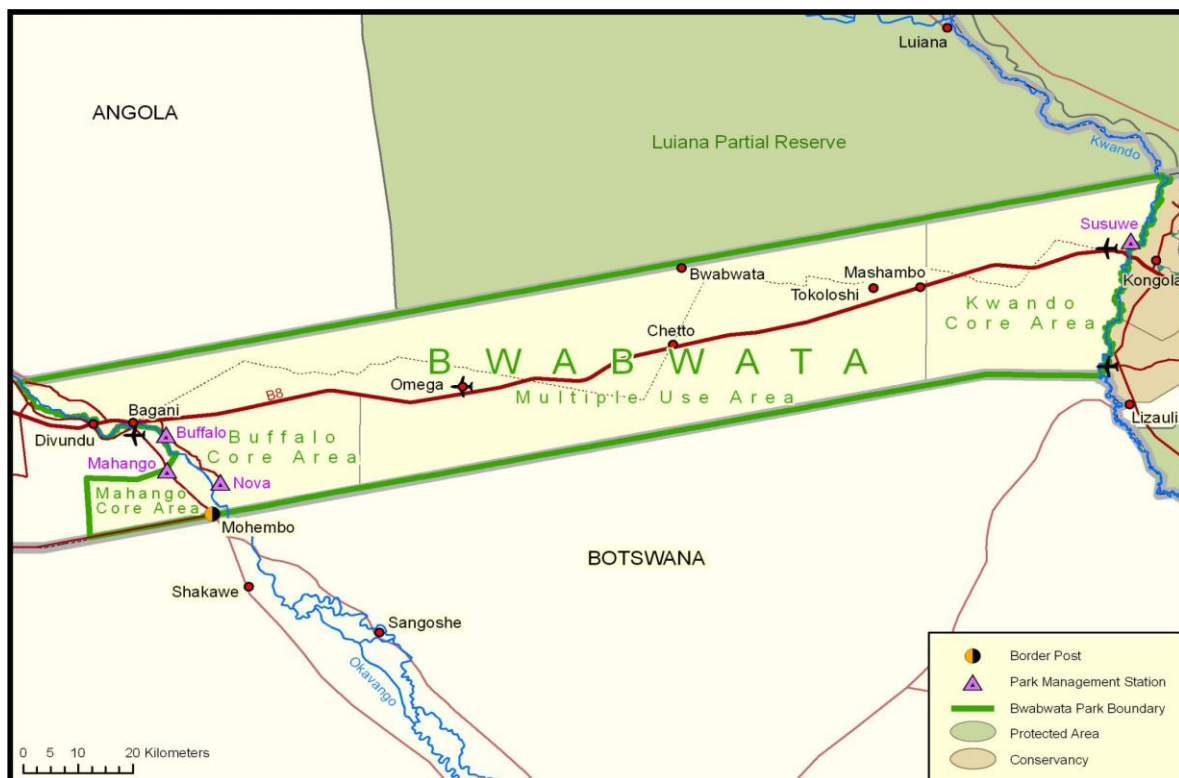 Luiana
ANGOLA
Luiana Partial Reserve
Kwando
Susuwe
Bwabwata
Mashambo
Tokoloshi
Kongola
Kwando
Core Area
Chetto
BWABWATA
Omega
Multiple Use Area
B8
Bagani
Divundu
Buffalo
Buffalo
Core Area
Lizauli
Mahango
Nova
Mahango
Core Area
Mohembo
BOTSWANA
Shakawe
Sangoshe
Okavango
Border Post
Park Management Station
Bwabwata Park Boundary
Protected Area
Conservancy
0 5 10 20 Kilometers